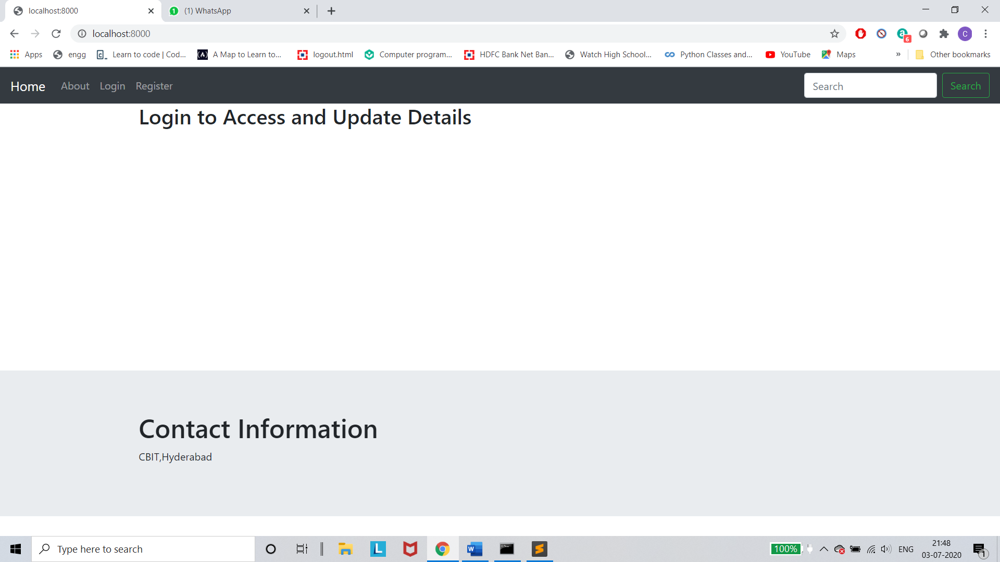 localhost:8000
1 (1) WhatsApp
localhost:8000
6
C
Apps engg Learn to code | Cod... A Map to Learn to... logout.html Computer program... HDFC Bank Net Ban... Watch High School... Python Classes and... YouTube Maps » Other bookmarks
Home About Login Register Search Search
Login to Access and Update Details
Contact Information
CBIT,Hyderabad
Type here to search
100% ENG
21:48
03-07-2020
1